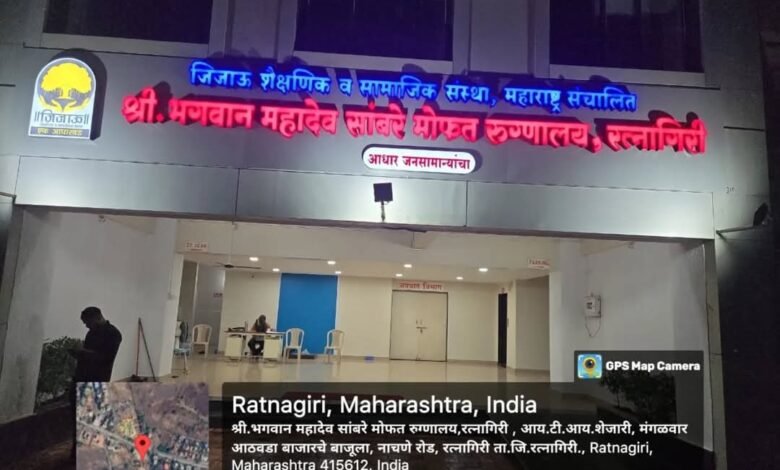 जिजाऊ शैक्षणिक व सामाजिक संस्था, महाराष्ट्र संचालित
श्री. भगवान महादेव सांबरे मोफत रुग्णालय, रत्नागिरी
आधार जनसामान्यांचा
॥जिजाऊ॥
अपघात विभाग
GPS Map Camera
Ratnagiri, Maharashtra, India
श्री.भगवान महादेव सांबरे मोफत रुग्णालय,रत्नागिरी , आय.टी.आय.शेजारी, मंगळवार
आठवडा बाजारचे बाजूला, नाचणे रोड, रत्नागिरी ता.जि.रत्नागिरी., Ratnagiri,
Maharashtra 415612, India